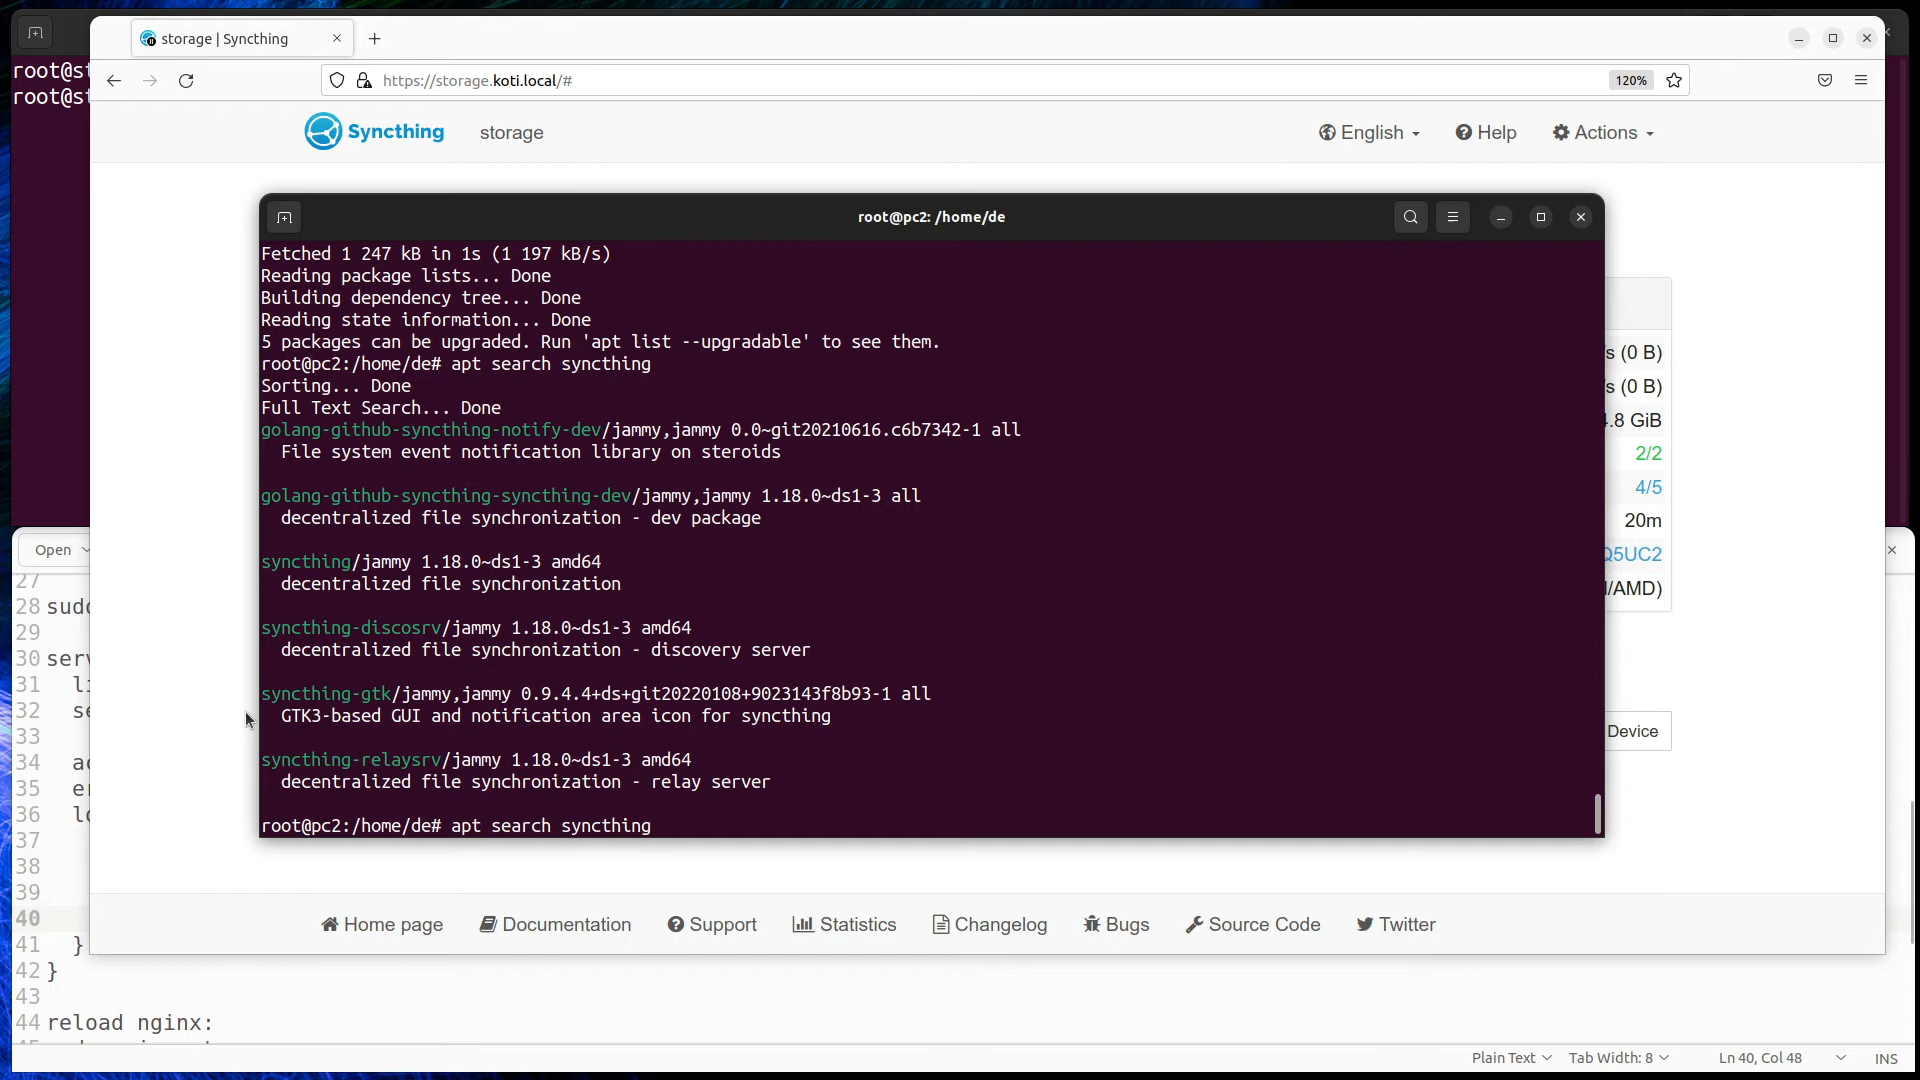 root@st
root@st
storage | Syncthing
https://storage.koti.local/#
120%
Syncthing
storage
English
Help
Actions
root@pc2: /home/de
Fetched 1 247 kB in 1s (1 197 kB/s)
Reading package lists... Done
Building dependency tree... Done
Reading state information... Done
5 packages can be upgraded. Run 'apt list --upgradable' to see them.
root@pc2:/home/de# apt search syncthing
Sorting... Done
Full Text Search... Done
golang-github-syncthing-notify-dev/jammy,jammy 0.0~git20210616.c6b7342-1 all
File system event notification library on steroids
golang-github-syncthing-syncthing-dev/jammy,jammy 1.18.0~ds1-3 all
decentralized file synchronization - dev package
syncthing/jammy 1.18.0~ds1-3 amd64
decentralized file synchronization
syncthing-discosrv/jammy 1.18.0~ds1-3 amd64
decentralized file synchronization - discovery server
syncthing-gtk/jammy,jammy 0.9.4.4+ds+git20220108+9023143f8b93-1 all
GTK3-based GUI and notification area icon for syncthing
syncthing-relaysrv/jammy 1.18.0~ds1-3 amd64
decentralized file synchronization - relay server
root@pc2:/home/de# apt search syncthing
/s (0 B)
/s (0 B)
4.8 GiB
2/2
4/5
20m
Q5UC2
l/AMD)
Device
Open
27
28 sudo
29
30 serv
31 li
32 se
33
34 ac
35 er
36 lo
37
38
39
40
41 }
42 }
43
44 reload nginx:
Home page
Documentation
Support
Statistics
Changelog
Bugs
Source Code
Twitter
Plain Text
Tab Width: 8
Ln 40, Col 48
INS